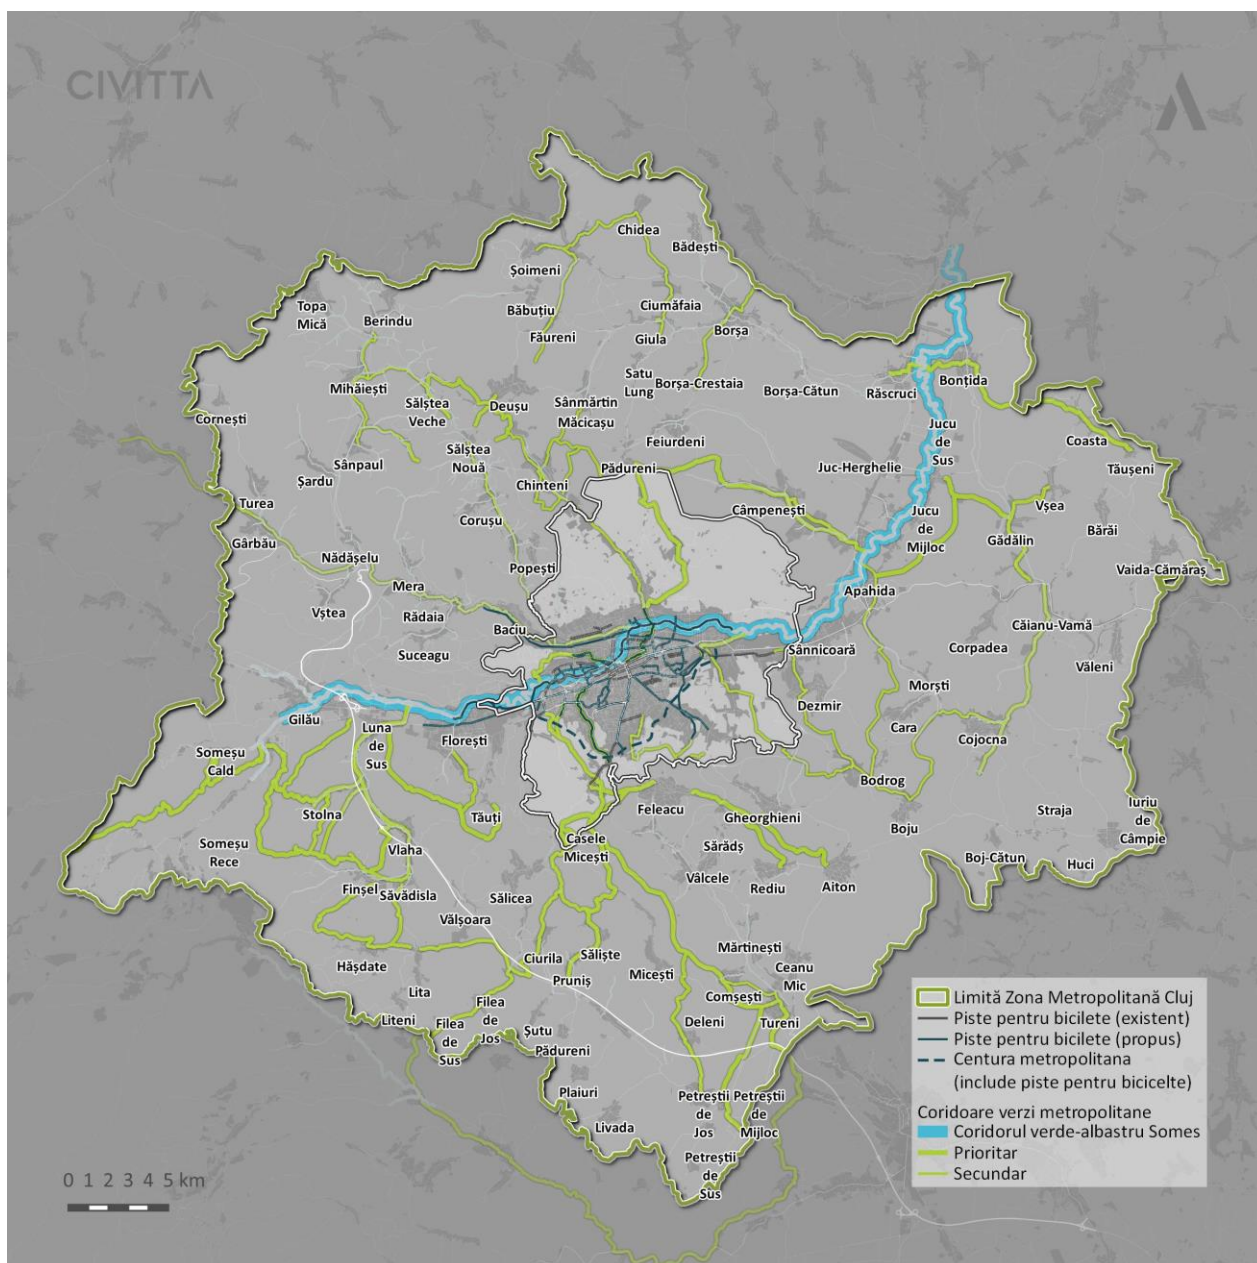 CIVITTA
Chidea
Bădești
Șoimeni
Topa
Mică
Berindu
Băbuțiu
Ciumăfaia
Făureni
Giula
Borșa
Satu
Lung
Borșa-Crestaia
Borșa-Cătun
Răscruci
Bonțida
Mihăiești
Sălștea
Veche
Deușu
Sânmărtin
Măcicașu
Cornești
Jucu
de
Sus
Coasta
Feiurdeni
Sălștea
Nouă
Sânpaul
Pădureni
Juc-Herghelie
Tăușeni
Șardu
Chinteni
Turea
Corușu
Câmpenești
Jucu
de
Mijloc
Vșea
Bărăi
Gârbău
Gădălin
Nădășelu
Popești
Vaida-Cămăraș
Mera
Apahida
Vștea
Rădaia
Baciu
Căianu-Vamă
Suceagu
Sânnicoară
Corpadea
Văleni
Morști
Gilău
Dezmir
Luna
de
Sus
Florești
Cara
Cojocna
Someșu
Cald
Bodrog
Stolna
Tăuți
Feleacu
Gheorghieni
Straja
Iuriu
de
Câmpie
Boju
Someșu
Rece
Vlaha
Casele
Micești
Sărădș
Boj-Cătun
Huci
Vâlcele
Rediu
Aiton
Finșel
Săvădisla
Sălicea
Vălșoara
Mărtinești
Ciurila
Săliște
Hășdate
Pruniș
Micești
Ceanu
Mic
Lita
Comșești
Filea
de
Jos
Liteni
Filea
de
Sus
Deleni
Tureni
Șutu
Pădureni
Plaiuri
Petreștii
de
Jos
Petreștii
de
Mijloc
Livada
Petreștii
de
Sus
0 1 2 3 4 5 km
Limită Zona Metropolitană Cluj
Piste pentru bicilete (existent)
Piste pentru bicilete (propus)
Centura metropolitana
(include piste pentru bicicelte)
Coridoare verzi metropolitane
Coridorul verde-albastru Somes
Prioritar
Secundar